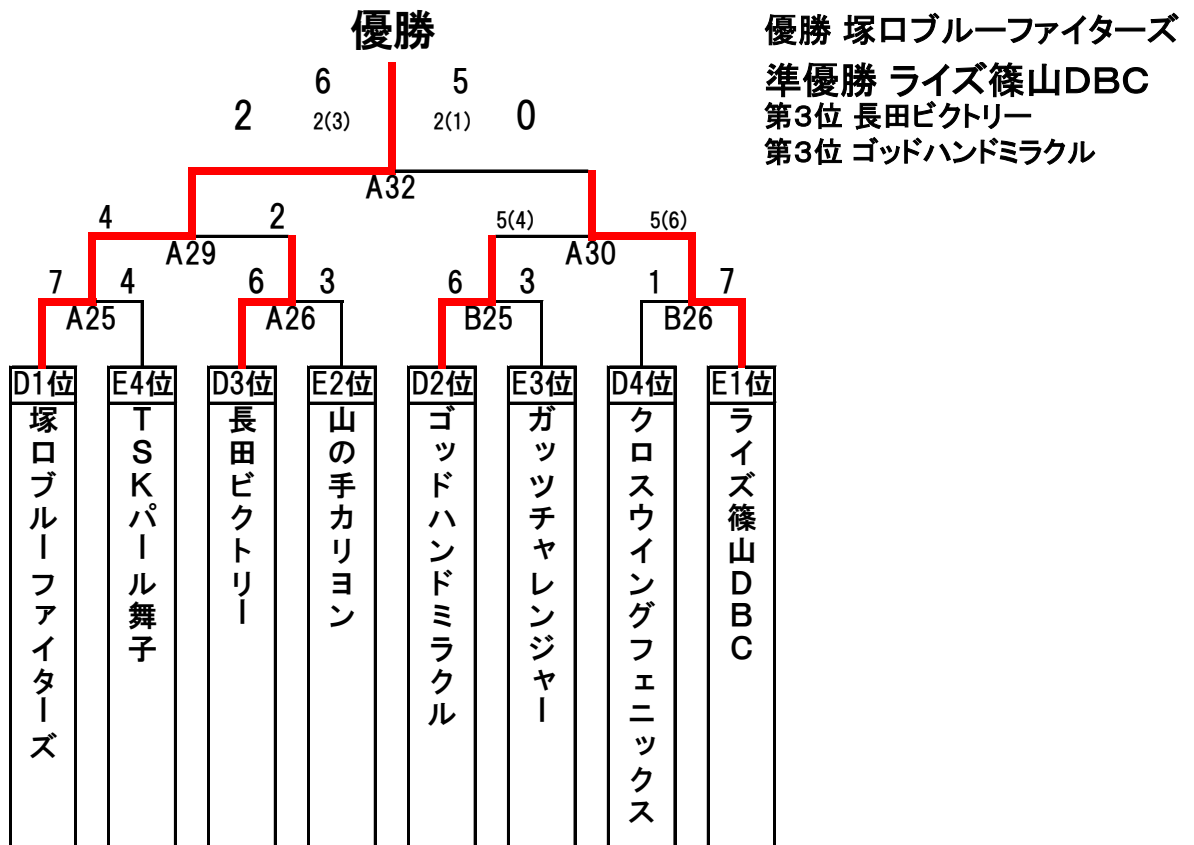 優勝
優勝 塚口ブルーファイターズ
準優勝 ライズ篠山DBC
第3位 長田ビクトリー
第3位 ゴッドハンドミラクル
6 5
2 2(3) 2(1) 0
A32
4 2 5(4) 5(6)
A29 A30
7 4 6 3 6 3 1 7
A25 A26 B25 B26
D1位 E4位 D3位 E2位 D2位 E3位 D4位 E1位
塚口ブルーファイターズ
TSKパール舞子
長田ビクトリー
山の手カリヨン
ゴッドハンドミラクル
ガッツチャレンジャー
クロスウイングフェニックス
ライズ篠山DBC